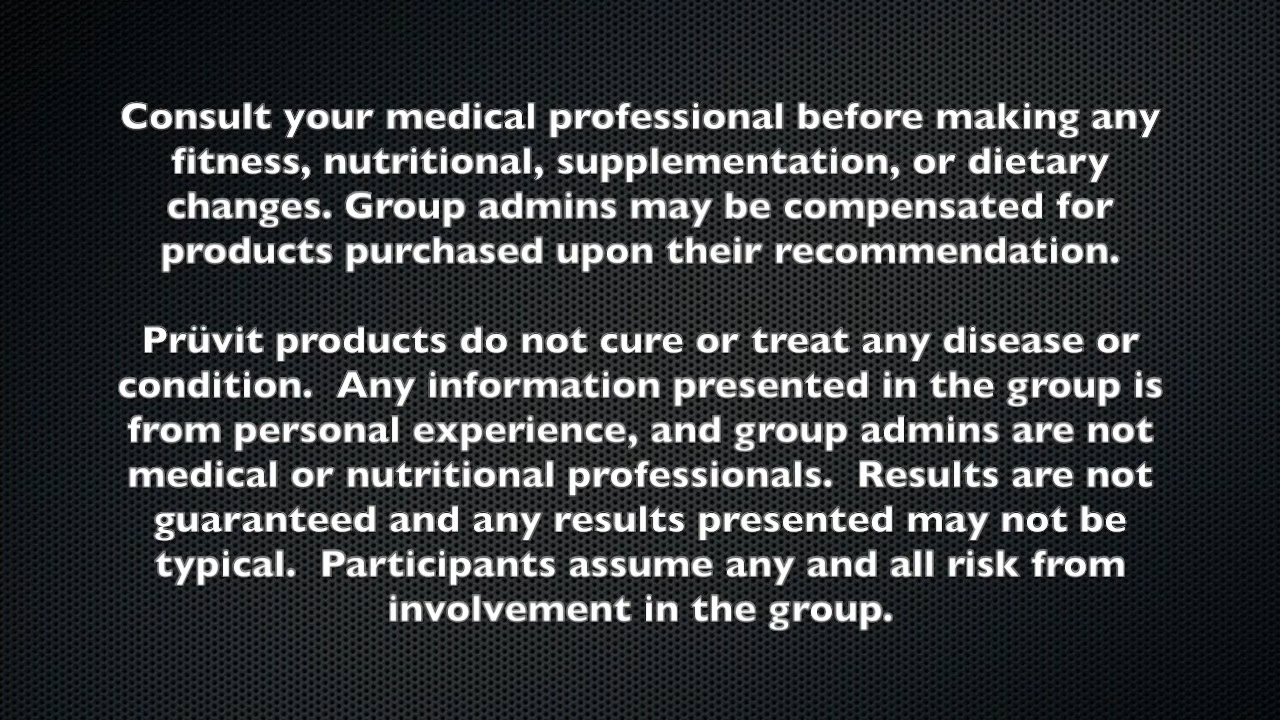 Consult your medical professional before making any
fitness, nutritional, supplementation, or dietary
changes. Group admins may be compensated for
products purchased upon their recommendation.
Prüvit products do not cure or treat any disease or
condition.  Any information presented in the group is
from personal experience, and group admins are not
medical or nutritional professionals.  Results are not
guaranteed and any results presented may not be
typical.  Participants assume any and all risk from
involvement in the group.